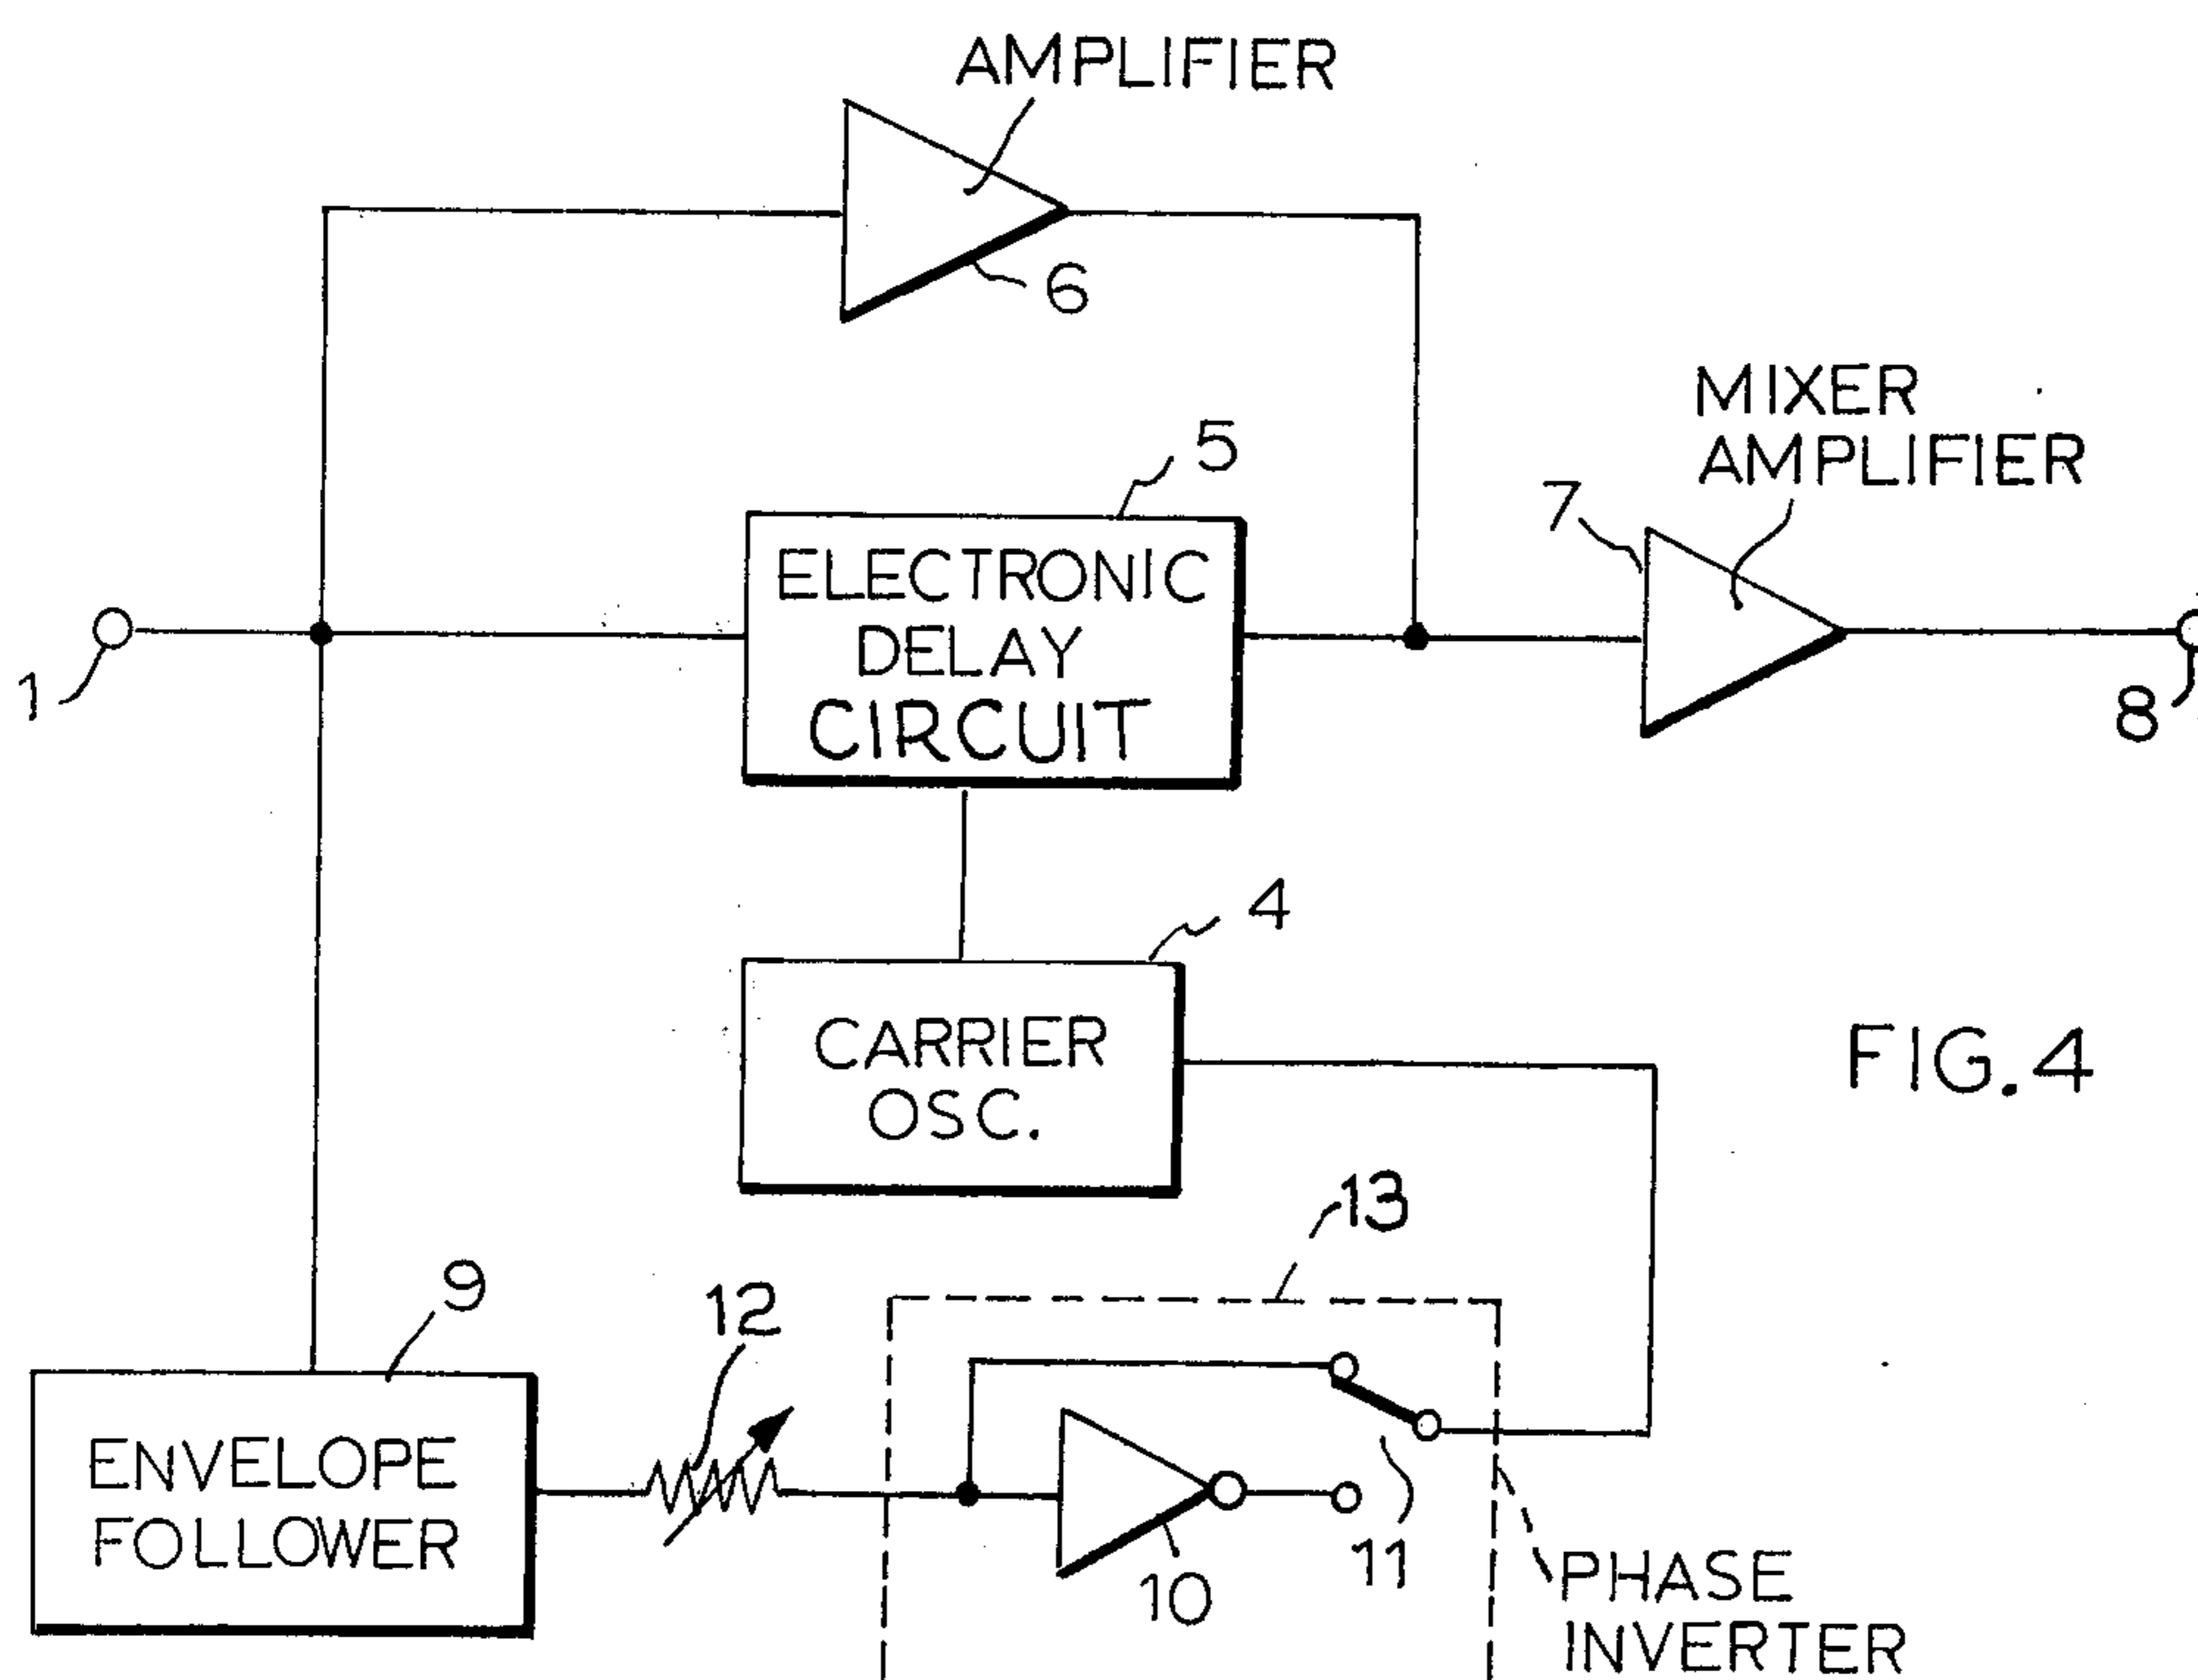 AMPLIFIER
6
MIXER
AMPLIFIER
5
7
ELECTRONIC
DELAY
CIRCUIT
1
8
4
CARRIER
OSC.
FIG. 4
13
9
12
ENVELOPE
FOLLOWER
10
11
PHASE
INVERTER